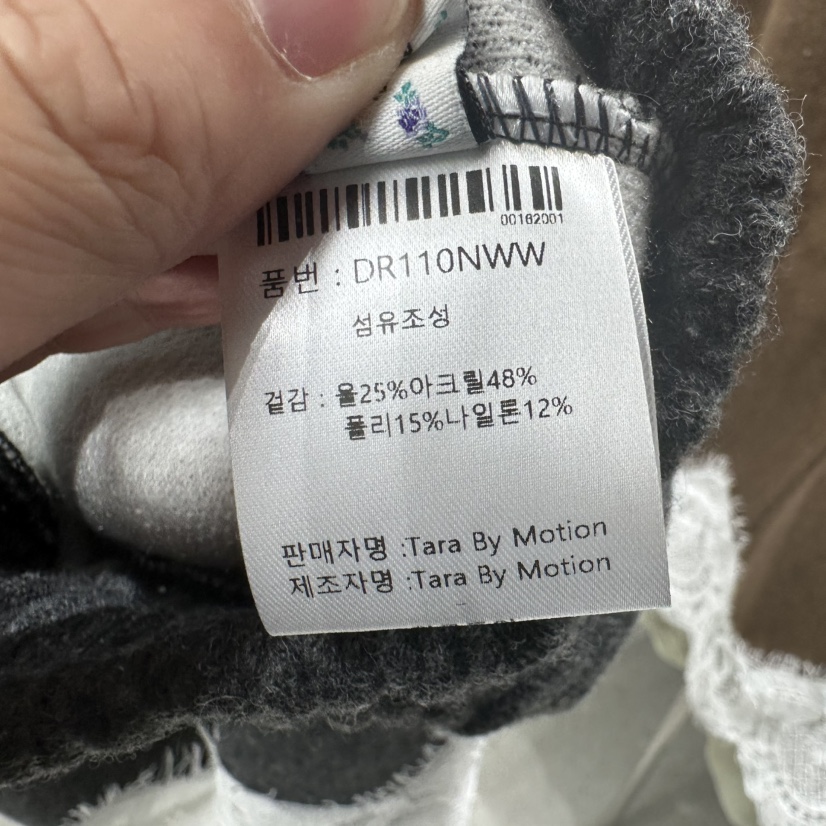 00182001
품번 : DR110NWW
섬유조성
겉감 : 울25%아크릴48%
폴리15%나일론12%
판매자명 :Tara By Motion
제조자명 :Tara By Motion